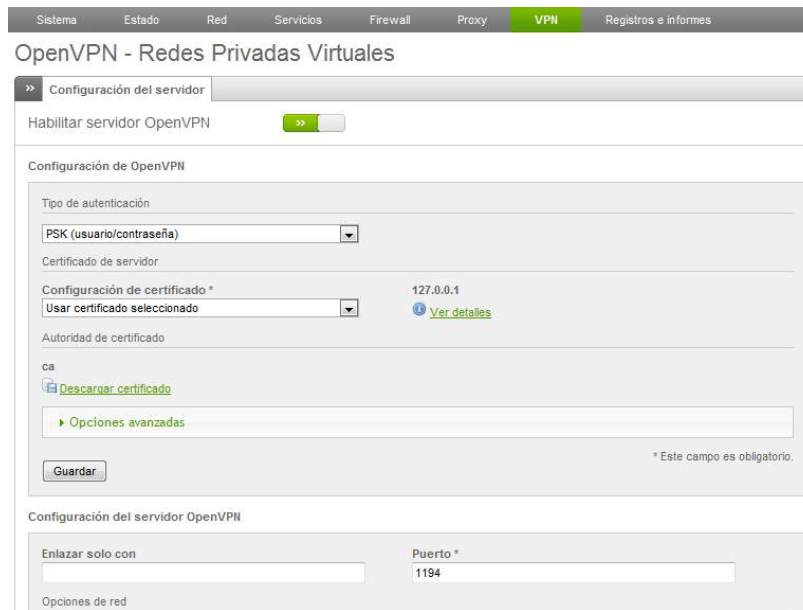 Sistema Estado Red Servicios Firewall Proxy VPN Registros e informes
OpenVPN - Redes Privadas Virtuales
» Configuración del servidor
Habilitar servidor OpenVPN »
Configuración de OpenVPN
Tipo de autenticación
PSK (usuario/contraseña)
Certificado de servidor
Configuración de certificado * 127.0.0.1
Usar certificado seleccionado Ver detalles
Autoridad de certificado
ca
Descargar certificado
Opciones avanzadas
* Este campo es obligatorio.
Guardar
Configuración del servidor OpenVPN
Enlazar solo con Puerto *
1194
Opciones de red